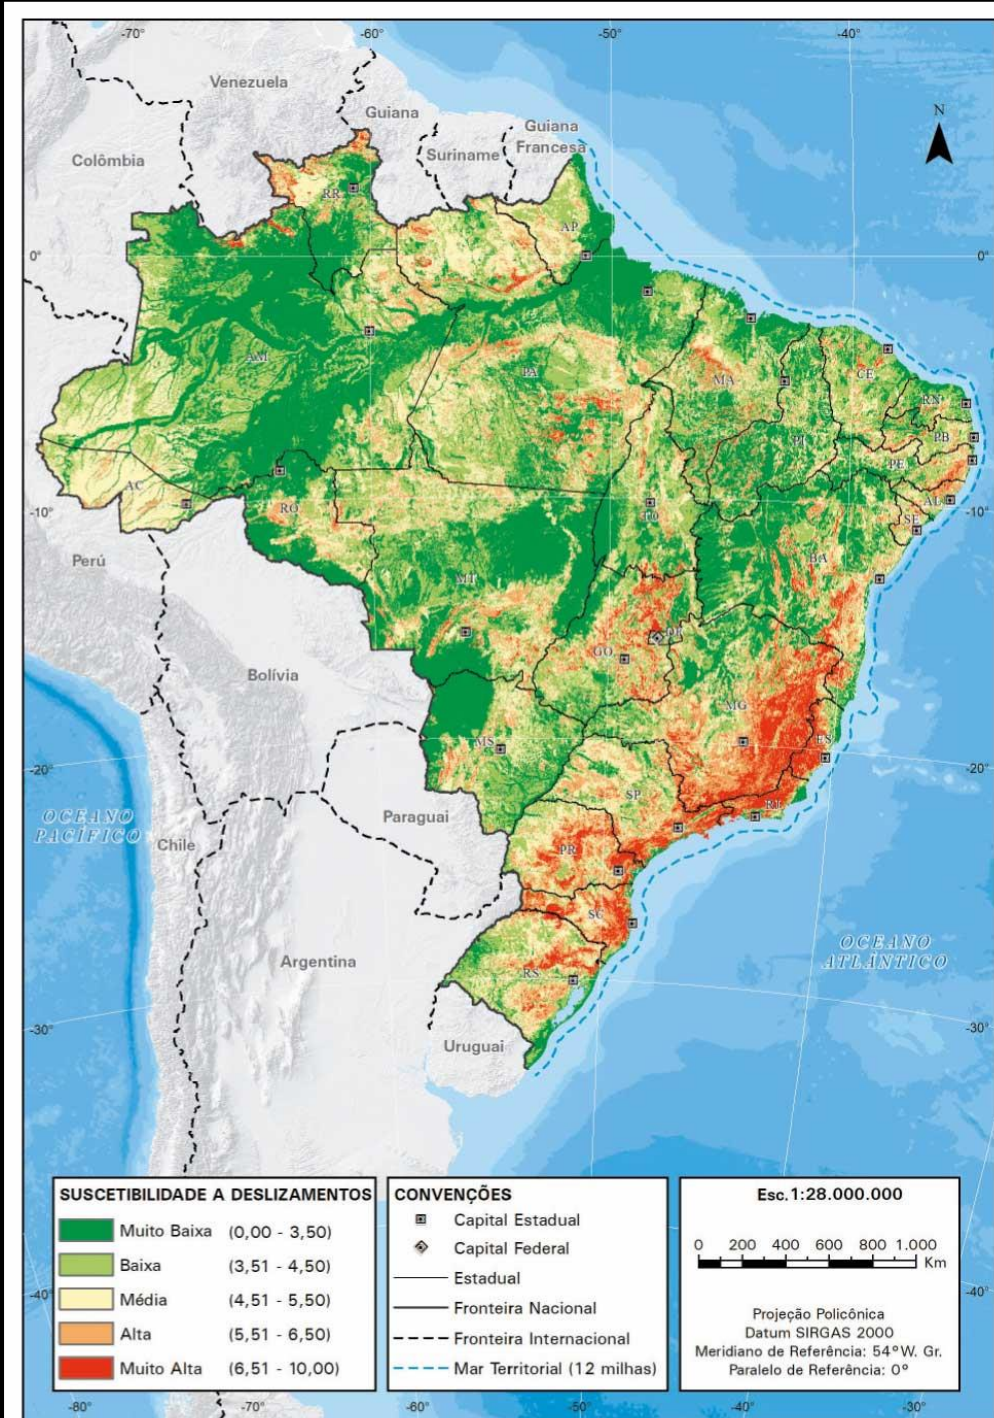 -70°
-60°
-50°
-40°
Venezuela
Guiana
Guiana
Francesa
Suriname
Colômbia
N
RR
AP
0°
0°
AM
PA
MA
CE
RN
PB
PI
PE
AC
AL
SE
RO
TO
-10°
-10°
Perú
BA
MT
DF
GO
Bolívia
MG
MS
ES
-20°
-20°
SP
RJ
OCEANO
PACÍFICO
Paraguai
Chile
PR
SC
OCEANO
ATLÂNTICO
Argentina
RS
-30°
-30°
Uruguai
SUSCETIBILIDADE A DESLIZAMENTOS
Muito Baixa (0,00 - 3,50)
Baixa (3,51 - 4,50)
Média (4,51 - 5,50)
Alta (5,51 - 6,50)
Muito Alta (6,51 - 10,00)
CONVENÇÕES
Capital Estadual
Capital Federal
Estadual
Fronteira Nacional
Fronteira Internacional
Mar Territorial (12 milhas)
Esc.1:28.000.000
0 200 400 600 800 1.000
Km
Projeção Policônica
Datum SIRGAS 2000
Meridiano de Referência: 54° W. Gr.
Paralelo de Referência: 0°
-40°
-40°
-80°
-70°
-60°
-50°
-40°
-30°